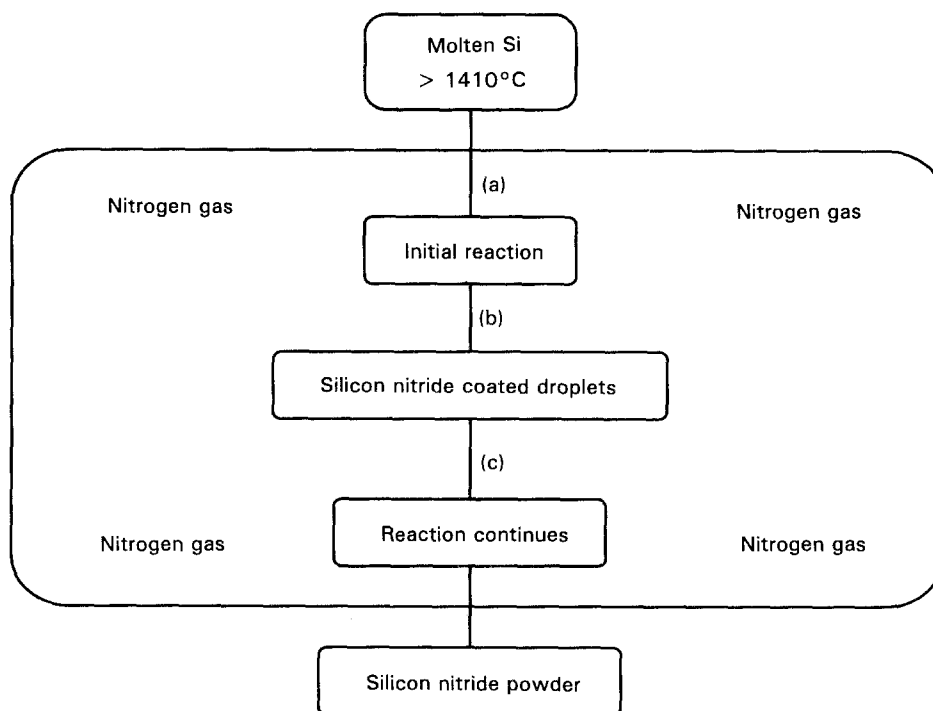 Molten Si
> 1410°C
(a)
Nitrogen gas
Nitrogen gas
Initial reaction
(b)
Silicon nitride coated droplets
(c)
Reaction continues
Nitrogen gas
Nitrogen gas
Silicon nitride powder